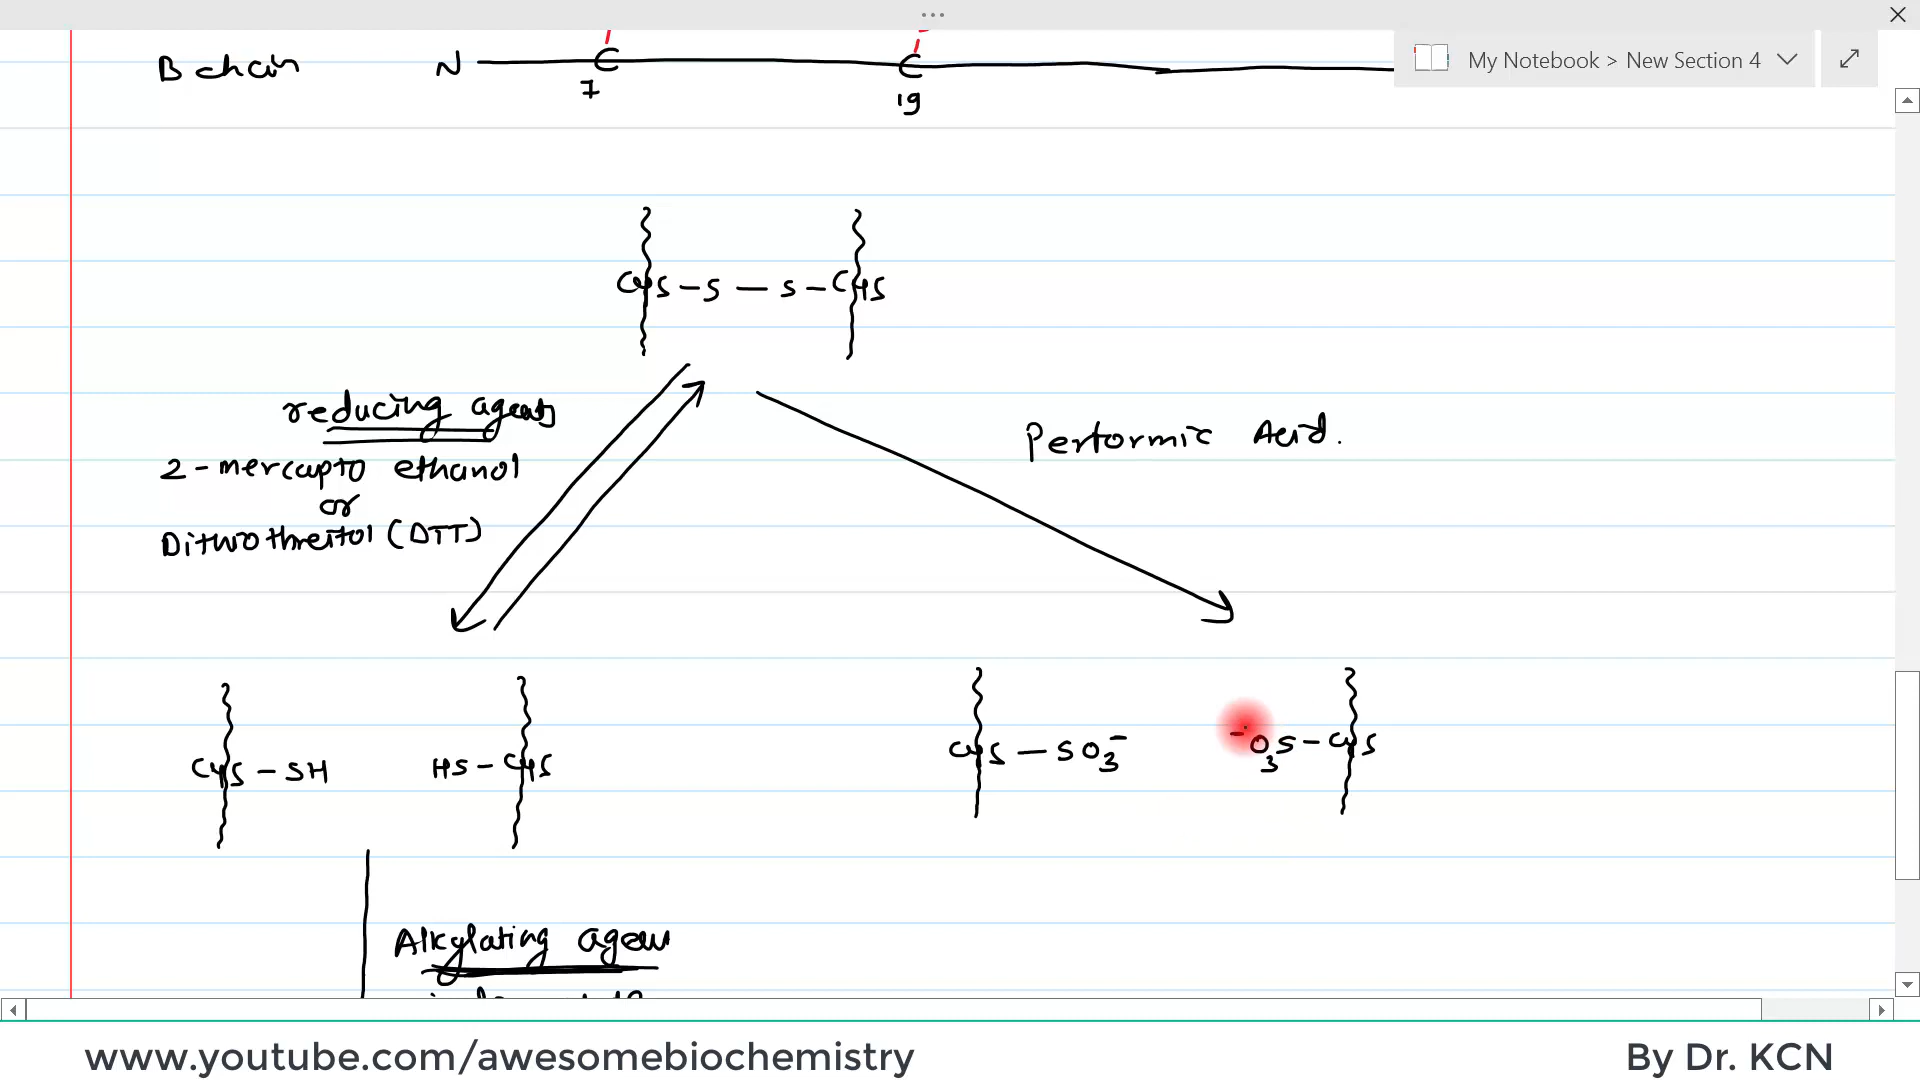 My Notebook > New Section 4
B chain N C C
7 19
Cys - S — S - Cys
reducing agents
Performic Acid.
2-mercapto ethanol
or
Dithiothreitol (DTT)
Cys - SH HS - Cys
Cys — SO3⁻ ⁻O3S - Cys
Alkylating agent
www.youtube.com/awesomebiochemistry
By Dr. KCN